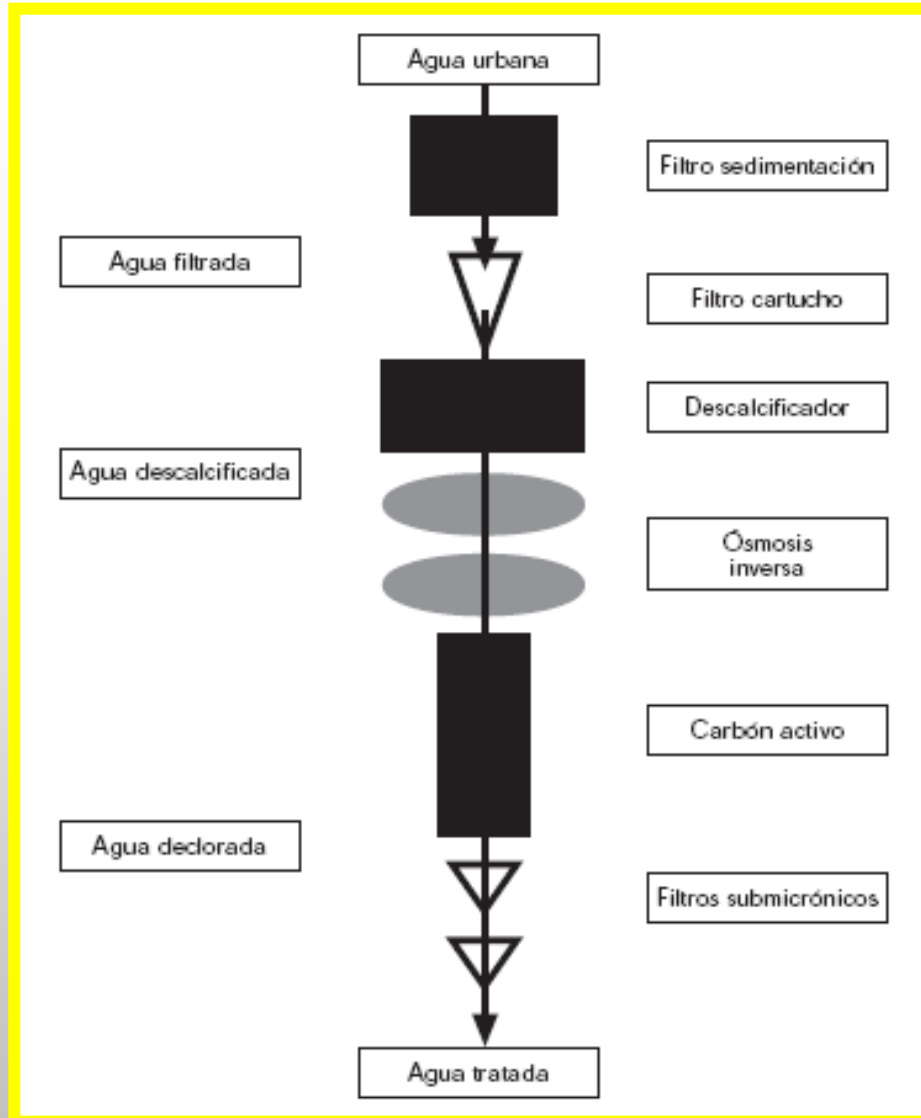 Agua urbana
Filtro sedimentación
Agua filtrada
Filtro cartucho
Descalcificador
Agua descalcificada
Ósmosis
inversa
Carbón activo
Agua declorada
Filtros submicrónicos
Agua tratada